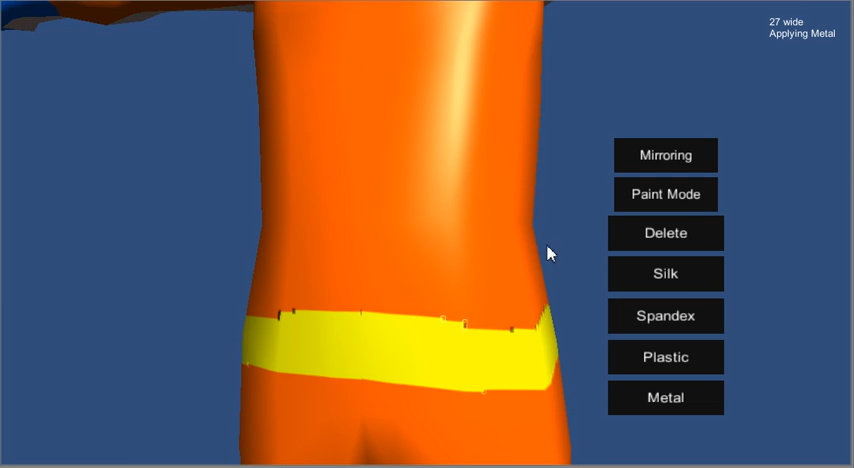 27 wide
Applying Metal
Mirroring
Paint Mode
Delete
Silk
Spandex
Plastic
Metal